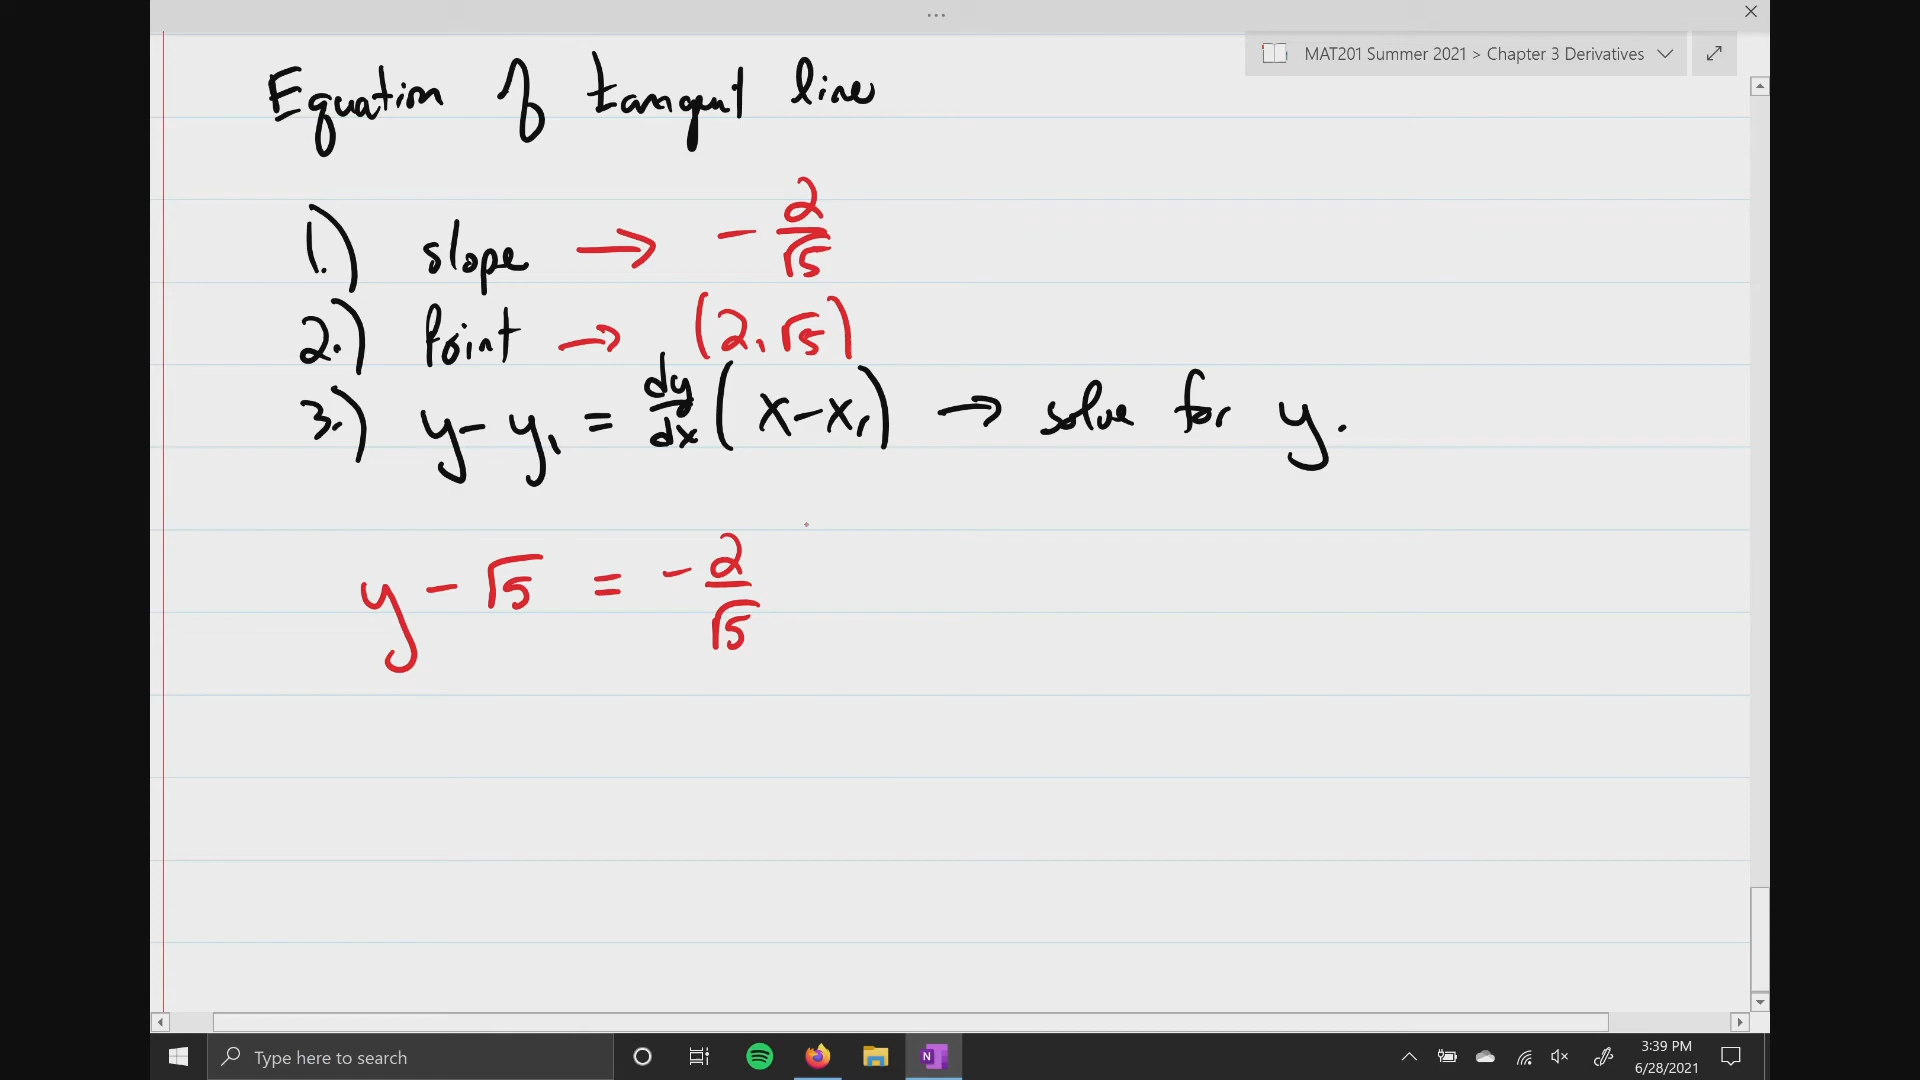 MAT201 Summer 2021 > Chapter 3 Derivatives
Equation of tangent line
1.) slope → - 2/√5
2.) Point → (2, √5)
3.) y - y₁ = dy/dx (x - x₁) → solve for y.
y - √5 = - 2/√5
Type here to search
3:39 PM
6/28/2021